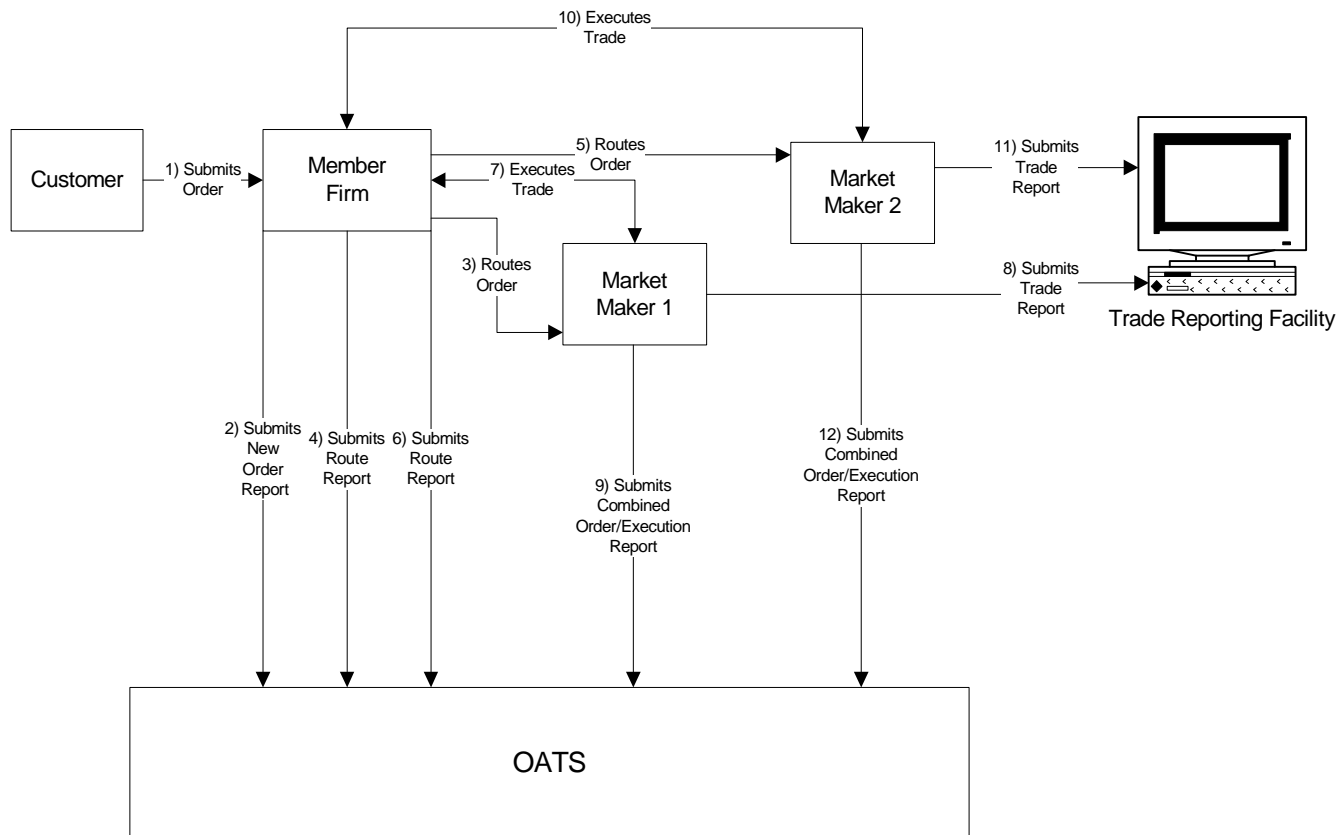 10) Executes
Trade
Customer
1) Submits
Order
Member
Firm
5) Routes
Order
7) Executes
Trade
3) Routes
Order
Market
Maker 2
Market
Maker 1
11) Submits
Trade
Report
8) Submits
Trade
Report
Trade Reporting Facility
2) Submits
New
Order
Report
4) Submits
Route
Report
6) Submits
Route
Report
9) Submits
Combined
Order/Execution
Report
12) Submits
Combined
Order/Execution
Report
OATS